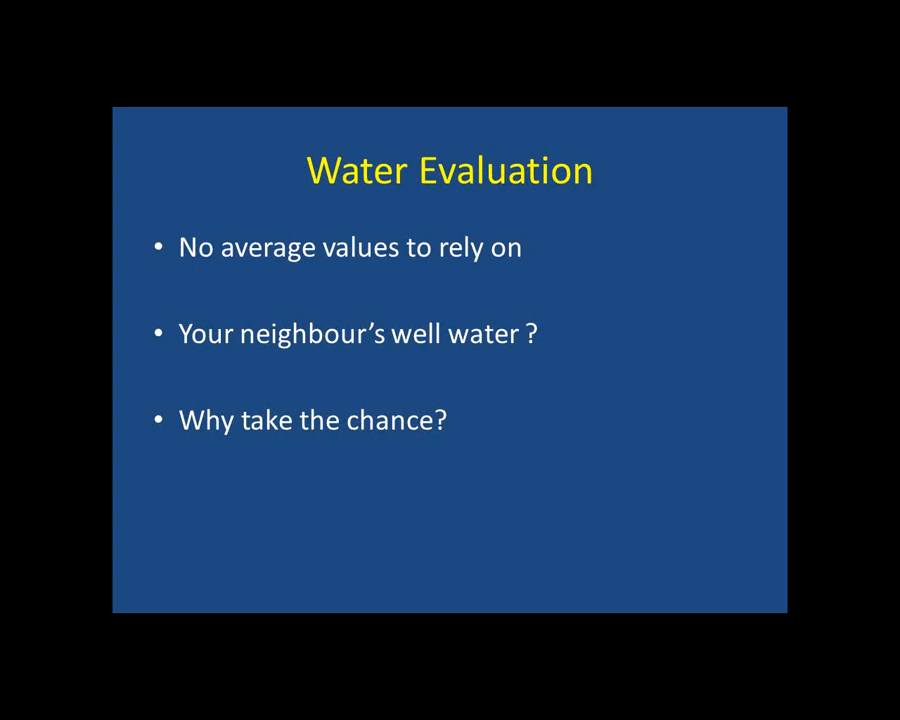 Water Evaluation
• No average values to rely on
• Your neighbour’s well water ?
• Why take the chance?